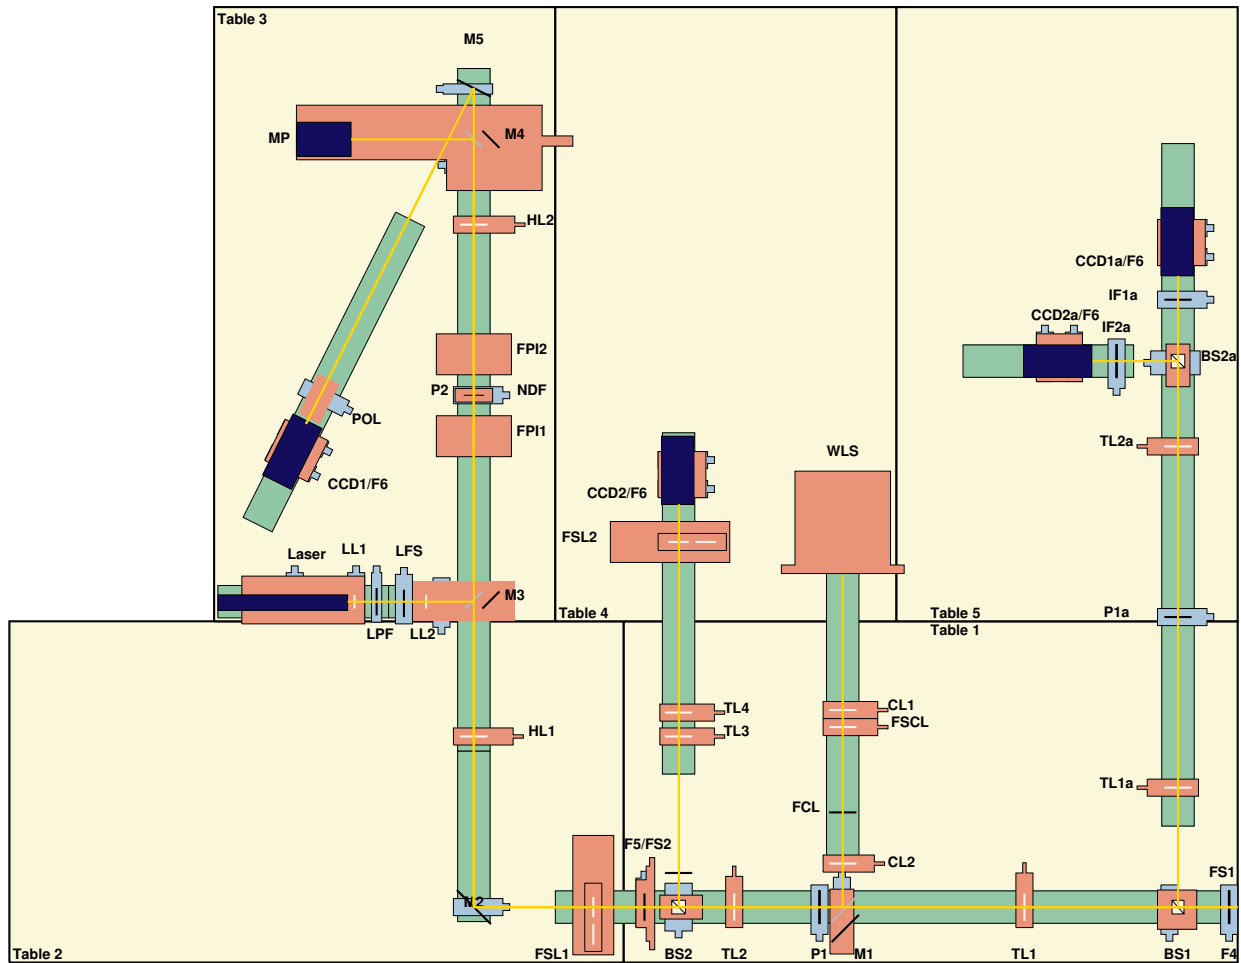 Table 3
M5
MP
M4
HL2
CCD1a/F6
IF1a
CCD2a/F6
IF2a
BS2a
FPI2
P2
NDF
POL
FPI1
TL2a
WLS
CCD1/F6
CCD2/F6
FSL2
Laser
LL1
LFS
M3
LPF
LL2
Table 4
Table 5
P1a
Table 1
TL4
CL1
FSCL
HL1
TL3
TL1a
FCL
F5/FS2
CL2
FS1
M2
Table 2
FSL1
BS2
TL2
P1
M1
TL1
BS1
F4